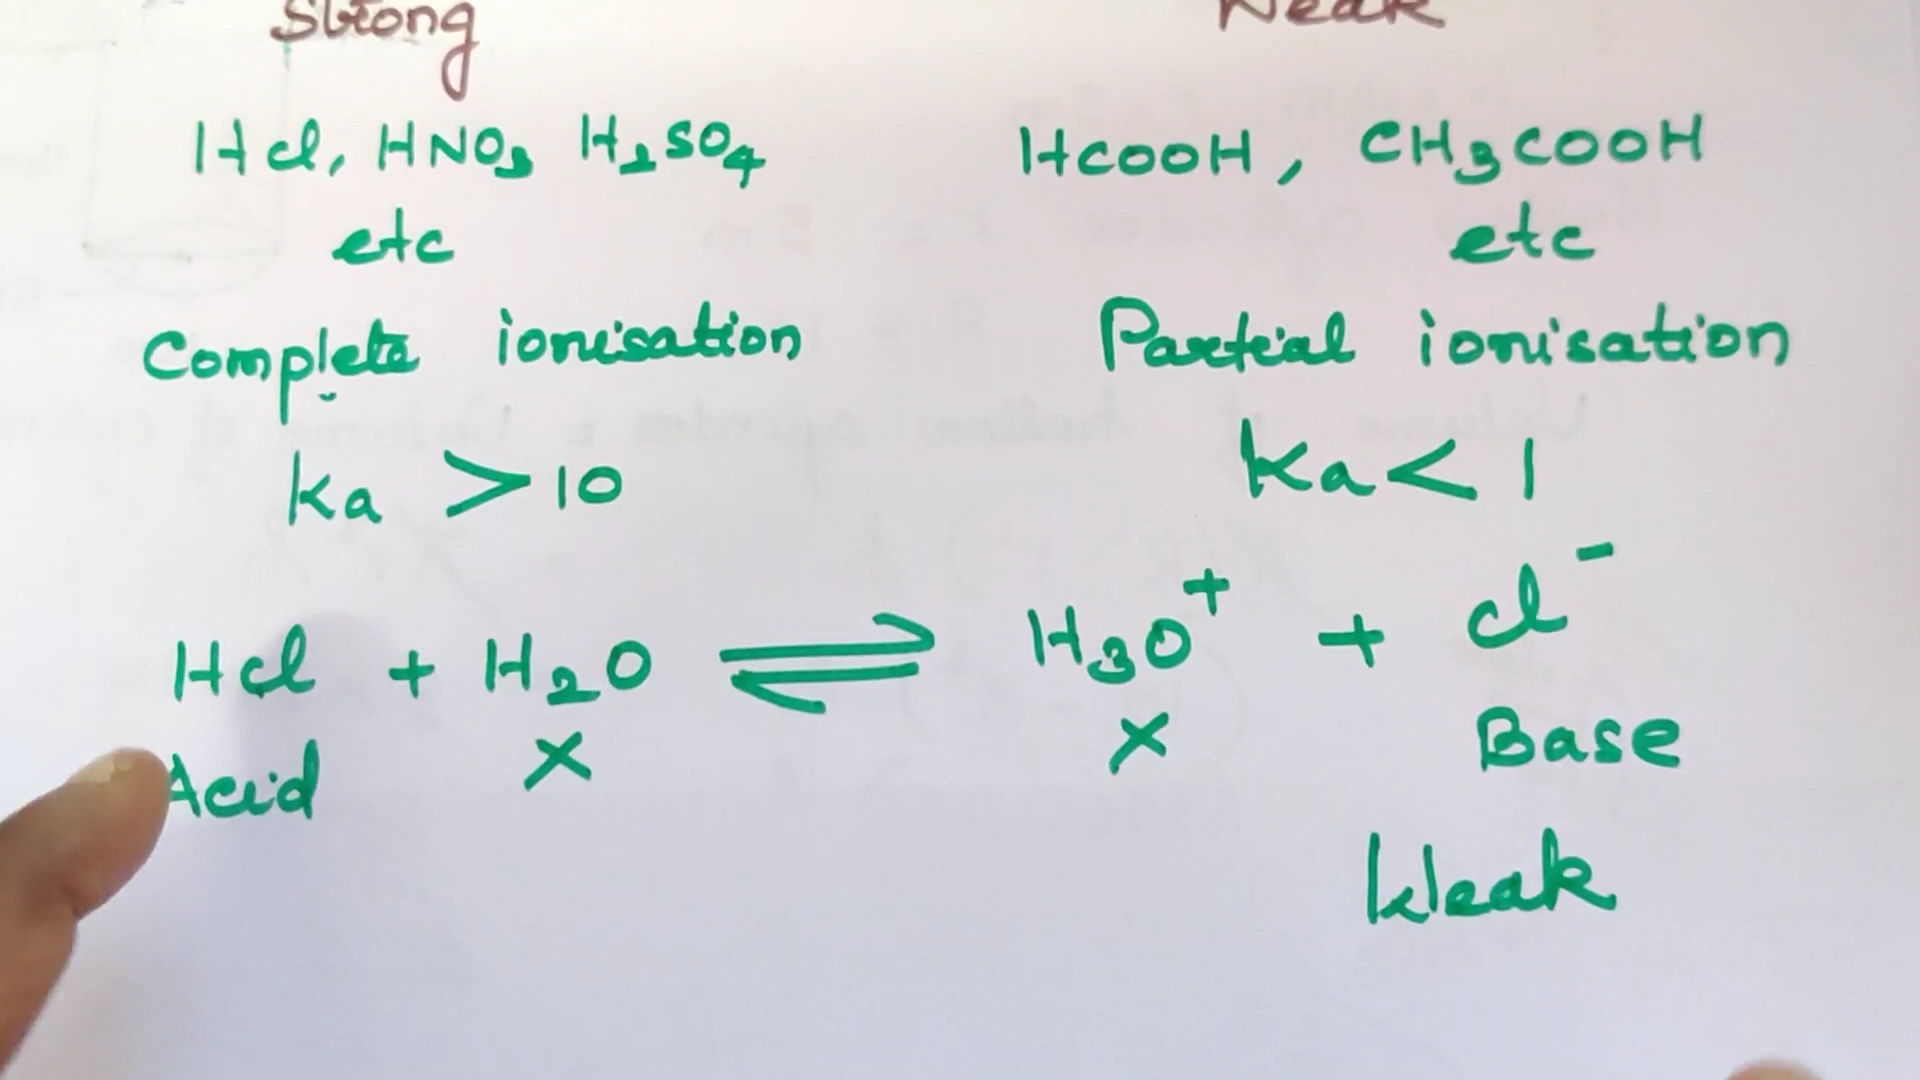 Strong Weak
HCl, HNO₃ H₂SO₄ HCOOH, CH₃COOH
etc etc
Complete ionisation Partial ionisation
Ka > 10 Ka < 1
HCl + H₂O ⇌ H₃O⁺ + Cl⁻
Acid X X Base
Weak